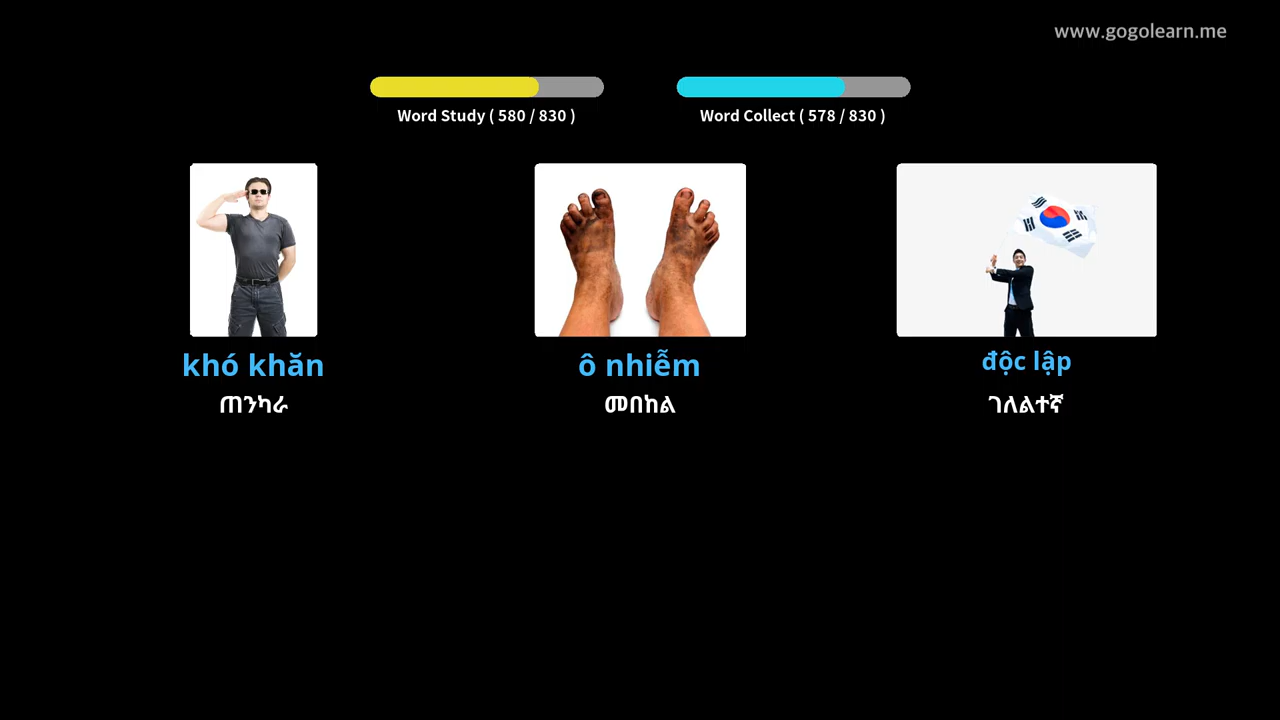 www.gogolearn.me
Word Study ( 580 / 830 )
Word Collect ( 578 / 830 )
khó khăn
ô nhiễm
độc lập
ጠንካራ
መበከል
ገለልተኛ